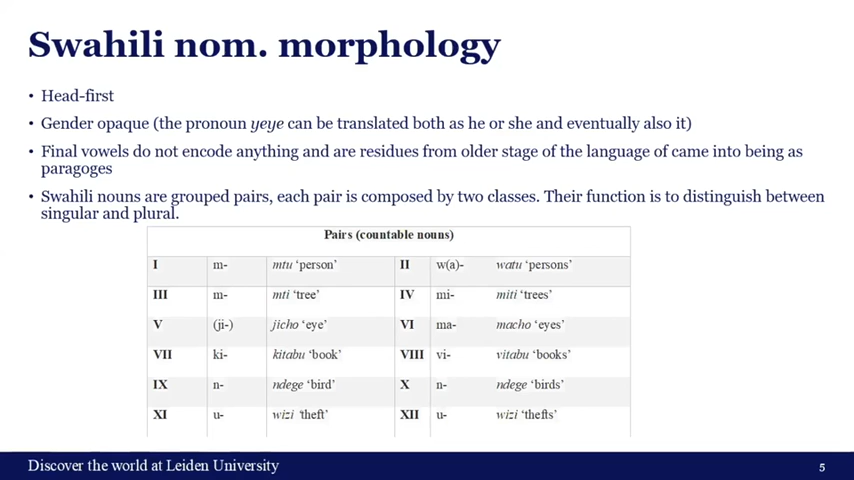 Swahili nom. morphology
• Head-first
• Gender opaque (the pronoun yeye can be translated both as he or she and eventually also it)
• Final vowels do not encode anything and are residues from older stage of the language of came into being as
paragoges
• Swahili nouns are grouped pairs, each pair is composed by two classes. Their function is to distinguish between
singular and plural.
Pairs (countable nouns)
I m- mtu ‘person’ II w(a)- watu ‘persons’
III m- mti ‘tree’ IV mi- miti ‘trees’
V (ji-) jicho ‘eye’ VI ma- macho ‘eyes’
VII ki- kitabu ‘book’ VIII vi- vitabu ‘books’
IX n- ndege ‘bird’ X n- ndege ‘birds’
XI u- wizi ‘theft’ XII u- wizi ‘thefts’
Discover the world at Leiden University 5